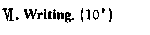 Ⅵ. Writing. (10')